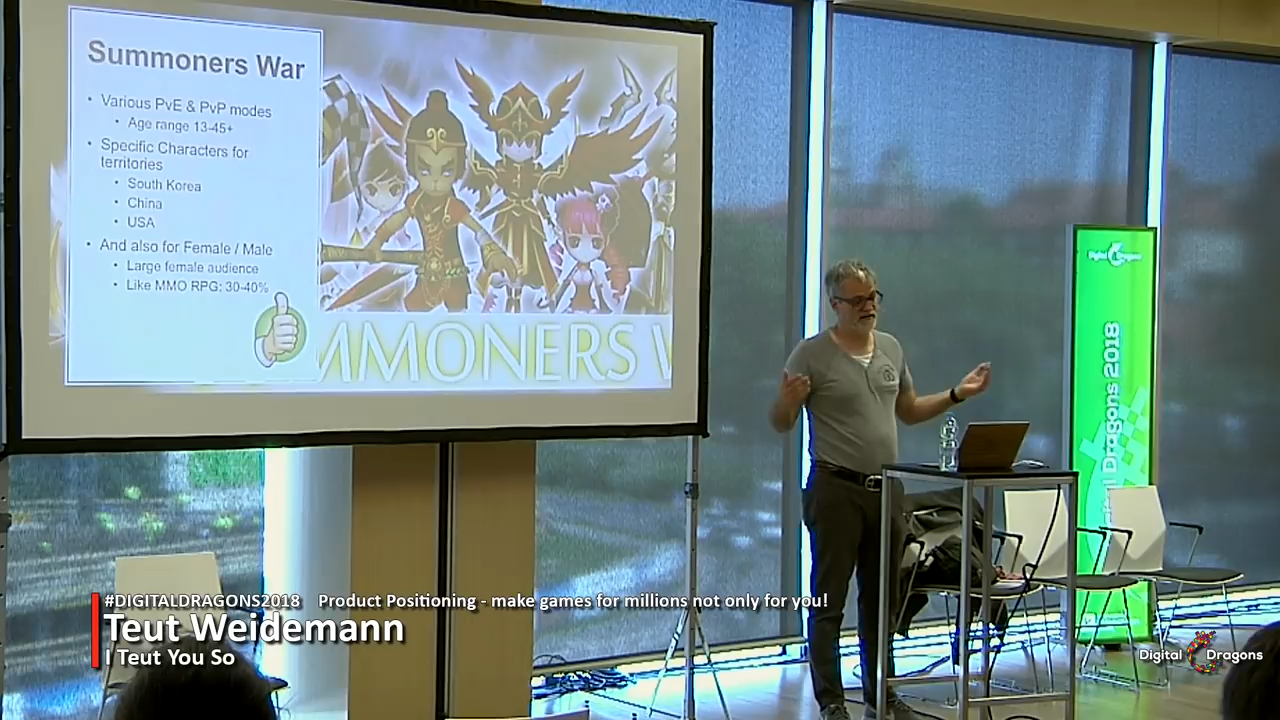 Summoners War
• Various PvE & PvP modes
• Age range 13-45+
• Specific Characters for
territories
• South Korea
• China
• USA
• And also for Female / Male
• Large female audience
• Like MMO RPG: 30-40%
MMONERS W
Digital Dragons
Digital Dragons 2018
#DIGITALDRAGONS2018 Product Positioning - make games for millions not only for you!
Teut Weidemann
I Teut You So
Digital Dragons